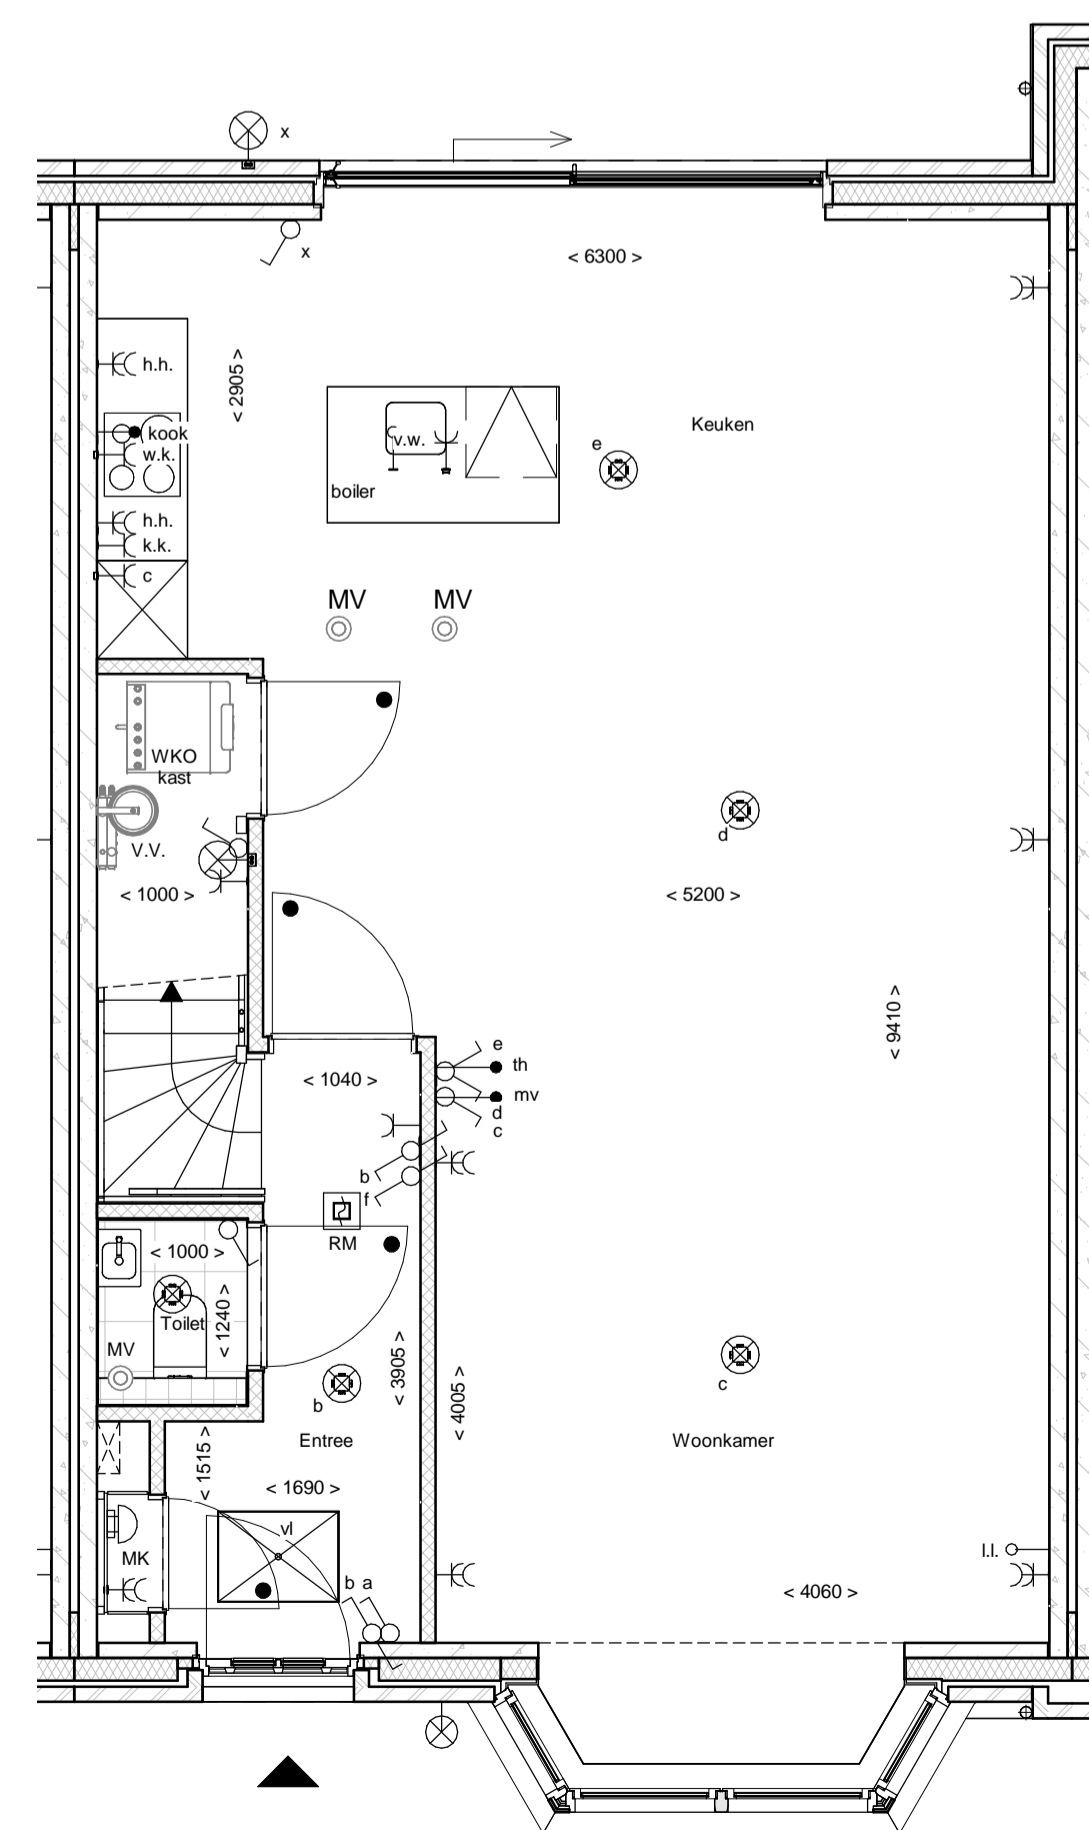 x
x
< 6300 >
h.h.
< 2905 >
Keuken
kook
v.w.
e
w.k.
boiler
h.h.
k.k.
c
MV MV
WKO
kast
d
V.V.
< 1000 >
< 5200 >
< 9410 >
e
th
< 1040 >
mv
d
c
b
f
RM
< 1000 >
< 1240 >
Toilet
MV
< 3905 >
< 4005 >
b
c
Entree
Woonkamer
< 1515 >
< 1690 >
vl
l.l.
MK
b a
< 4060 >